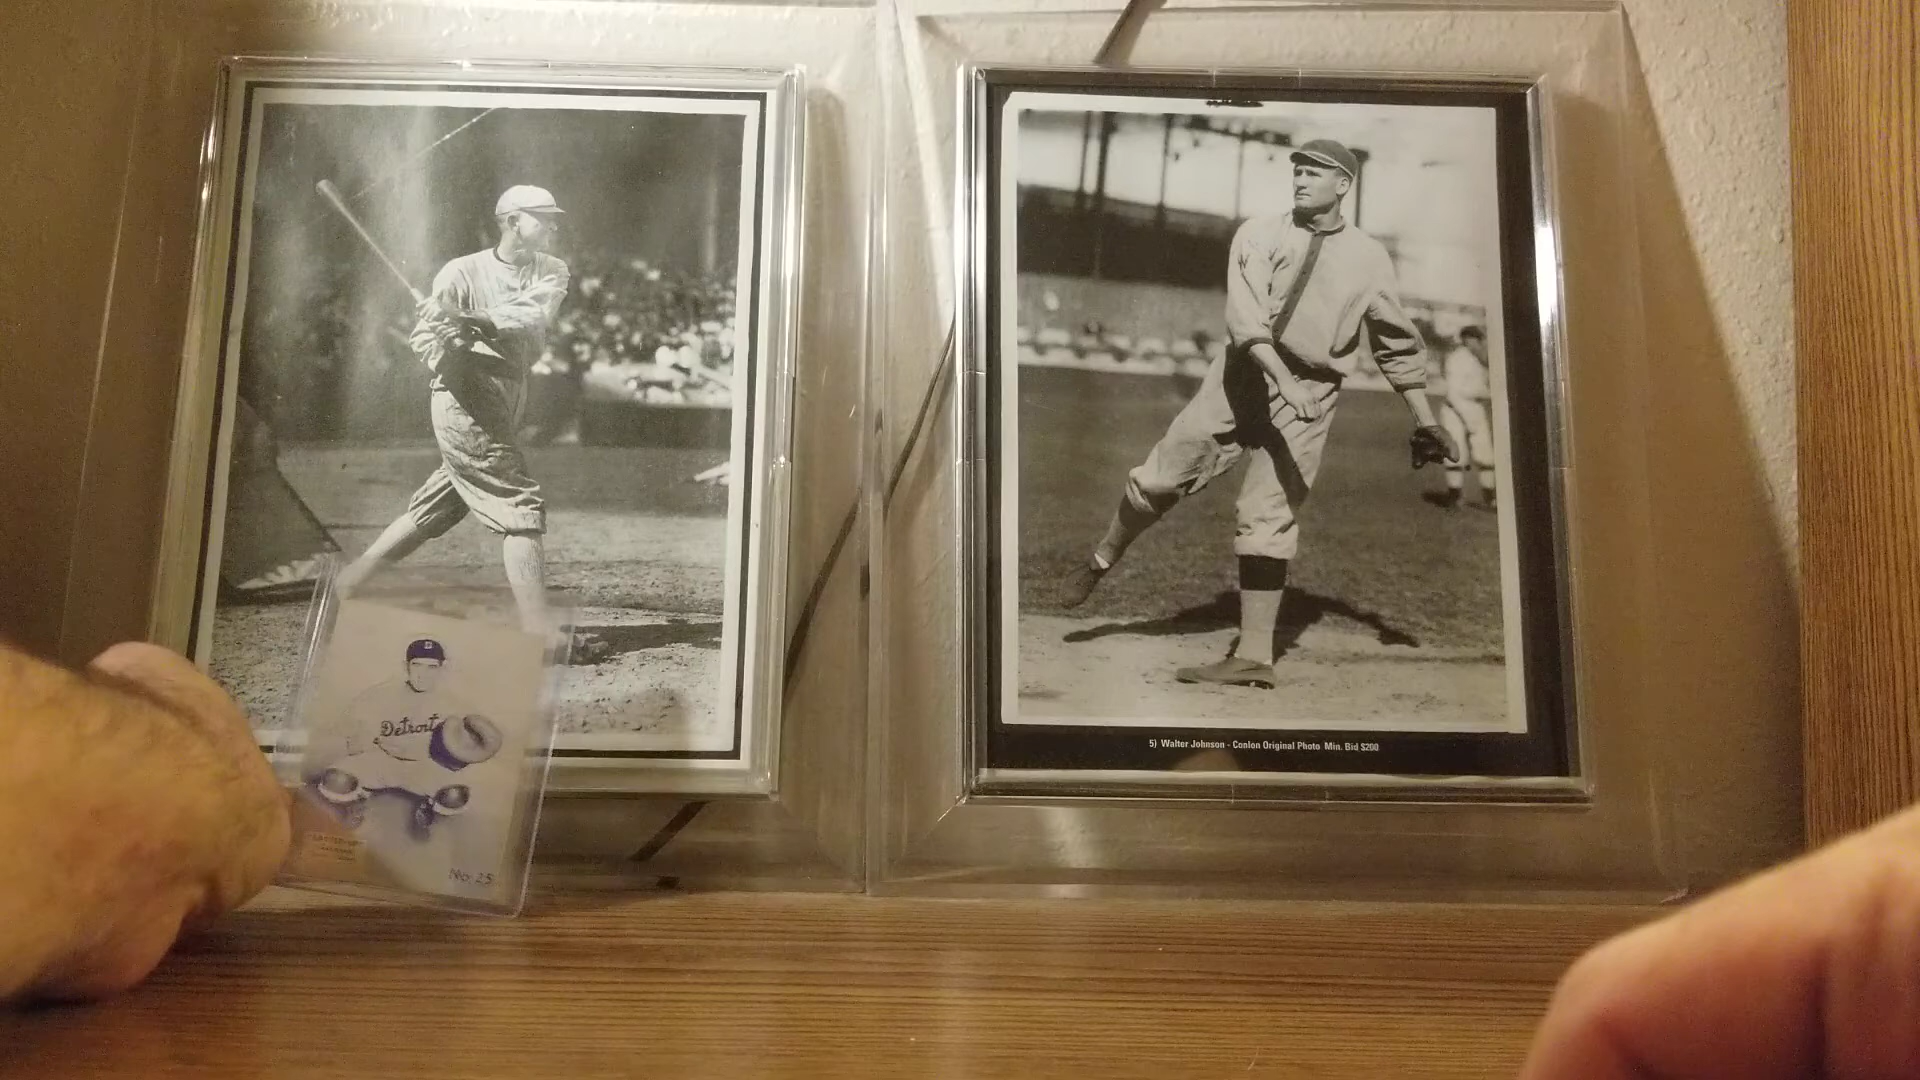 Detroit
No. 25
5) Walter Johnson - Conlon Original Photo Min. Bid $200